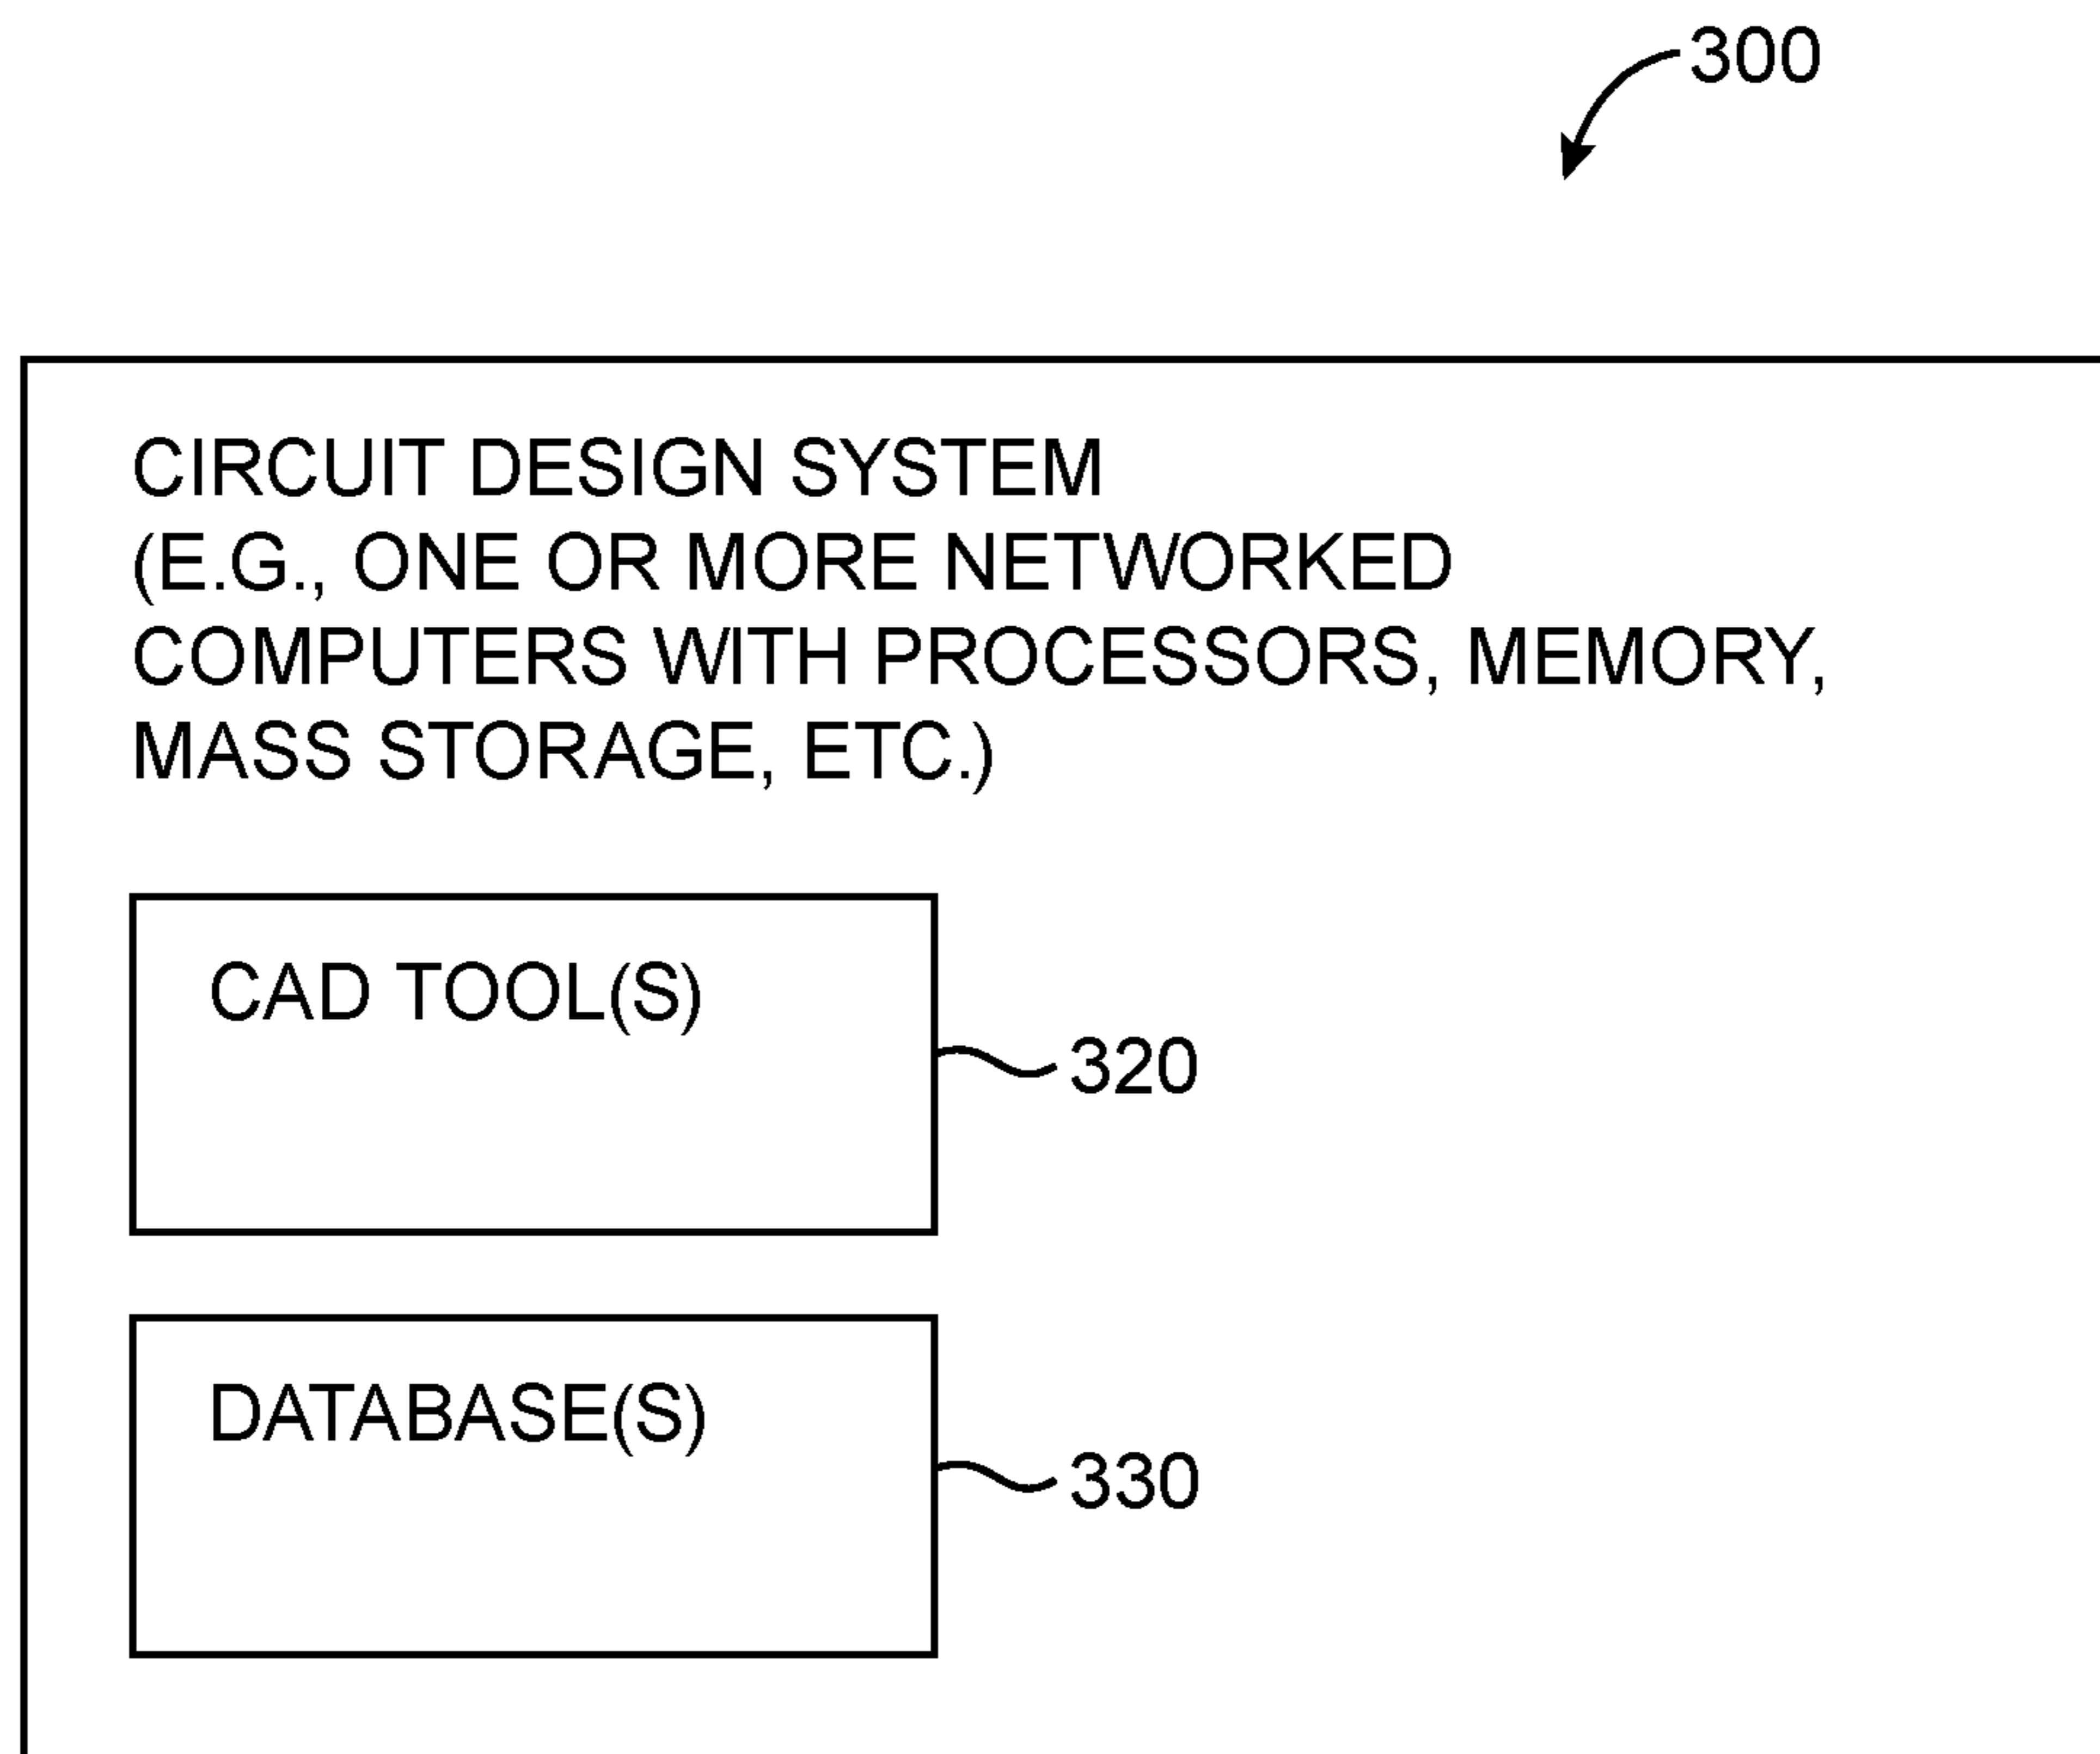 300
CIRCUIT DESIGN SYSTEM
(E.G., ONE OR MORE NETWORKED
COMPUTERS WITH PROCESSORS, MEMORY,
MASS STORAGE, ETC.)
CAD TOOL(S)
320
DATABASE(S)
330